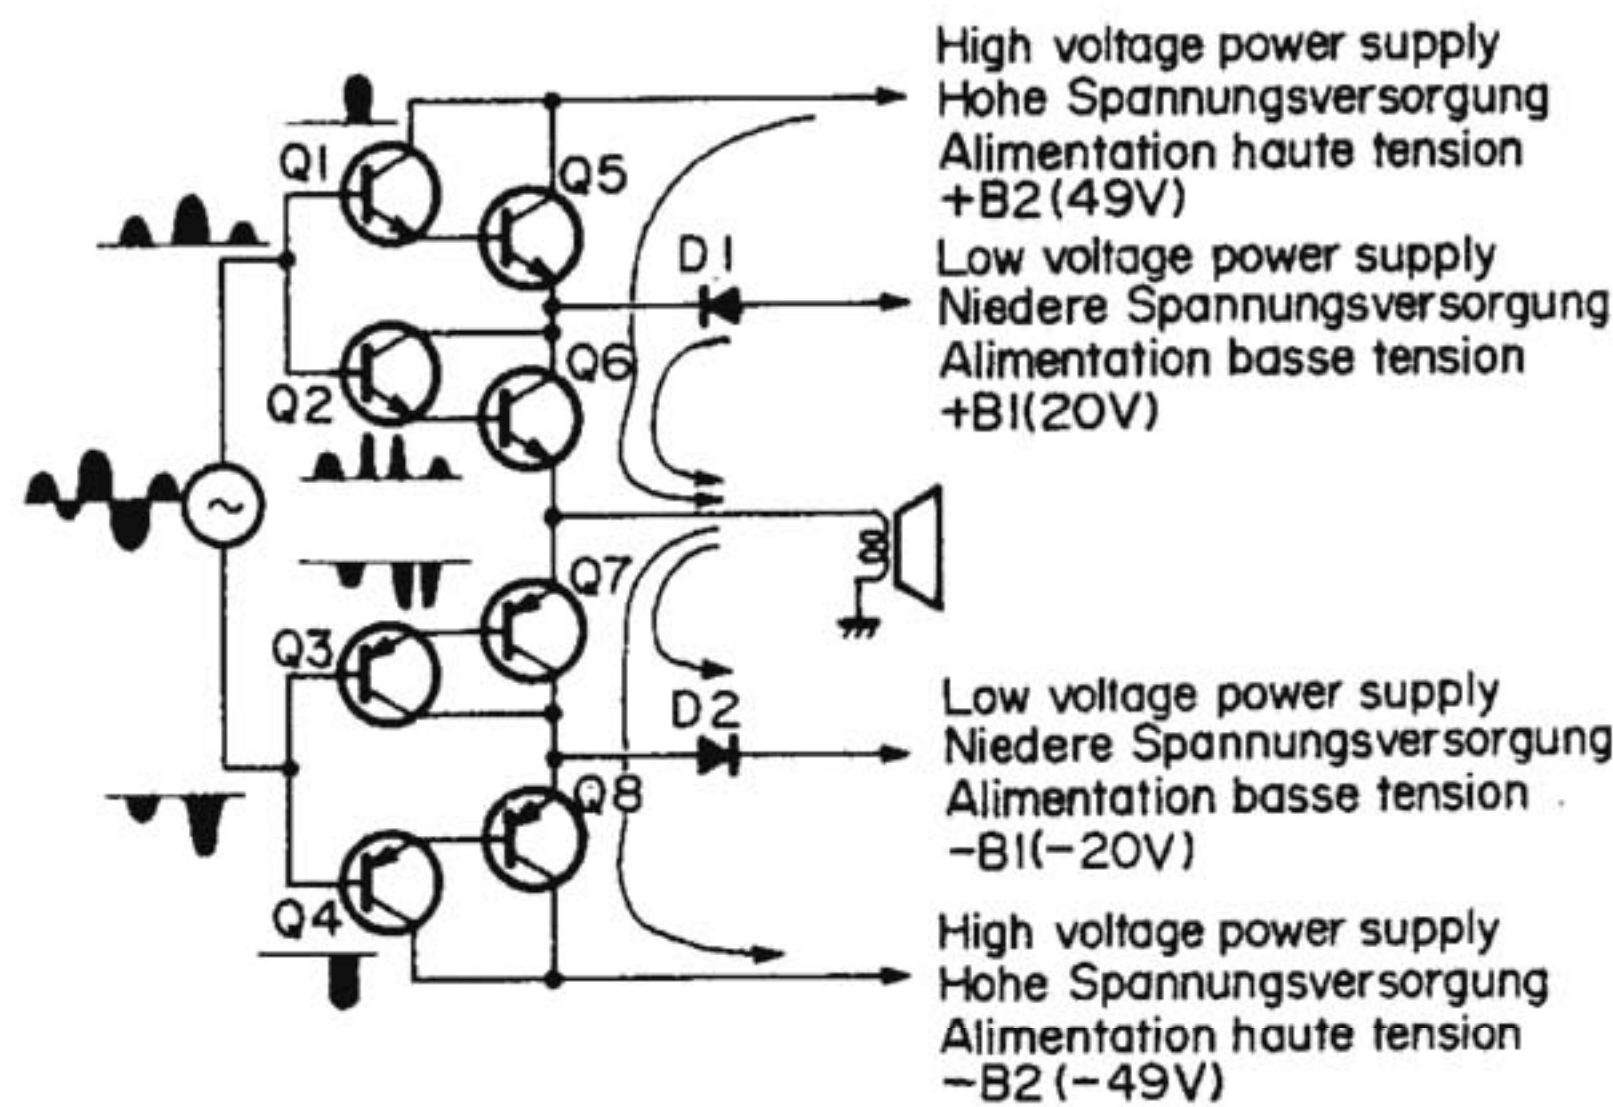 High voltage power supply
Hohe Spannungsversorgung
Alimentation haute tension
+B2(49V)
Q1
Q5
D1
Low voltage power supply
Niedere Spannungsversorgung
Alimentation basse tension
+B1(20V)
Q2
Q6
~
Q7
Q3
D2
Low voltage power supply
Niedere Spannungsversorgung
Alimentation basse tension
-B1(-20V)
Q8
Q4
High voltage power supply
Hohe Spannungsversorgung
Alimentation haute tension
-B2(-49V)